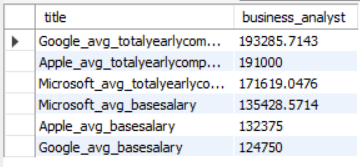 title business_analyst
Google_avg_totalyearlycom... 193285.7143
Apple_avg_totalyearlycomp... 191000
Microsoft_avg_totalyearlyco... 171619.0476
Microsoft_avg_basesalary 135428.5714
Apple_avg_basesalary 132375
Google_avg_basesalary 124750